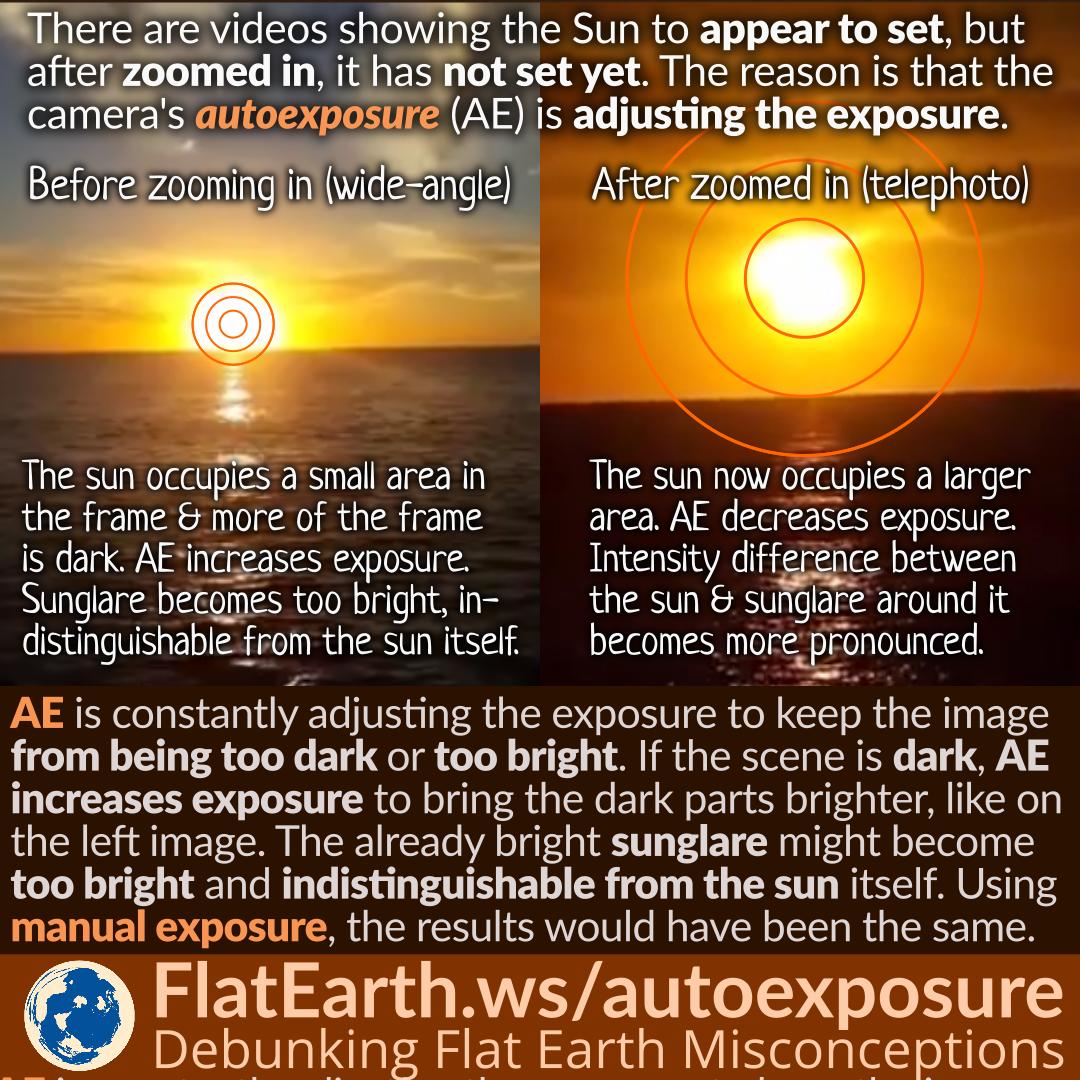 There are videos showing the Sun to appear to set, but
after zoomed in, it has not set yet. The reason is that the
camera's autoexposure (AE) is adjusting the exposure.
Before zooming in (wide-angle)
The sun occupies a small area in
the frame & more of the frame
is dark. AE increases exposure.
Sunglare becomes too bright, in-
distinguishable from the sun itself.
After zoomed in (telephoto)
The sun now occupies a larger
area. AE decreases exposure.
Intensity difference between
the sun & sunglare around it
becomes more pronounced.
AE is constantly adjusting the exposure to keep the image
from being too dark or too bright. If the scene is dark, AE
increases exposure to bring the dark parts brighter, like on
the left image. The already bright sunglare might become
too bright and indistinguishable from the sun itself. Using
manual exposure, the results would have been the same.
FlatEarth.ws/autoexposure
Debunking Flat Earth Misconceptions